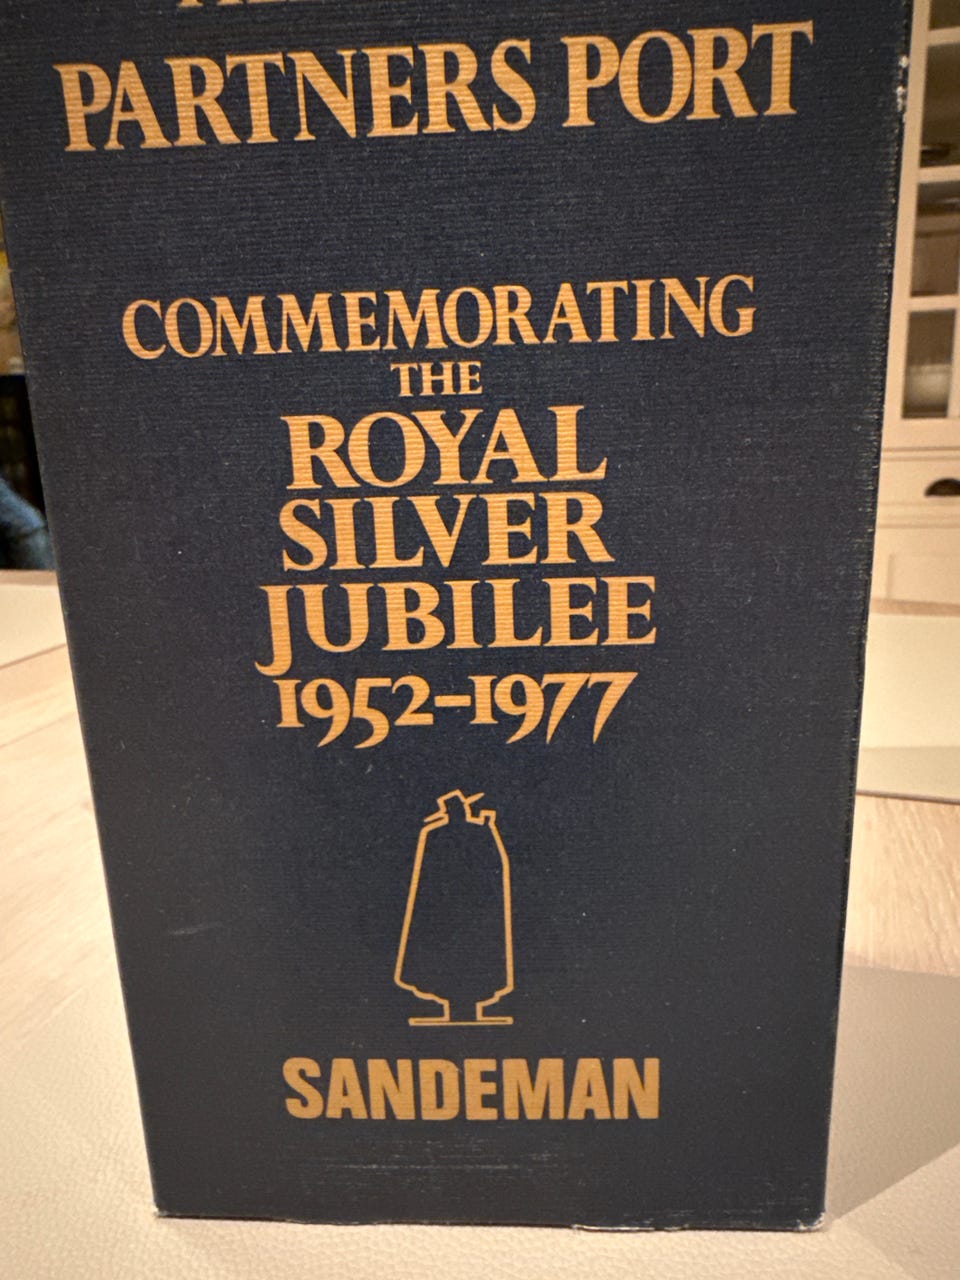 PARTNERS PORT
COMMEMORATING
THE
ROYAL
SILVER
JUBILEE
1952-1977
SANDEMAN